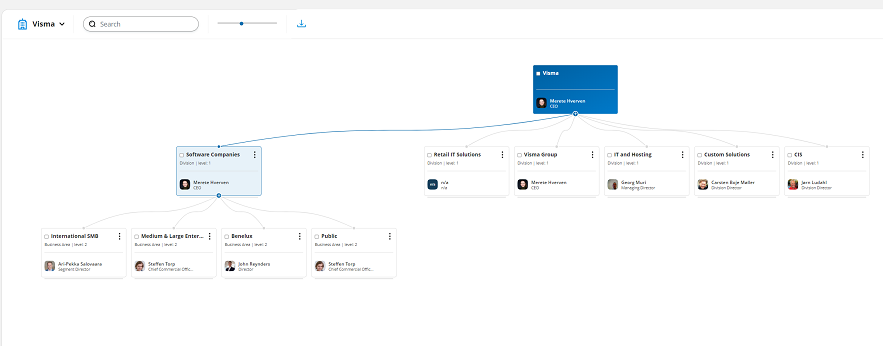 Visma
Search
Visma
Merete Hverven
CEO
Software Companies
Division | level: 1
Merete Hverven
CEO
Retail IT Solutions
Division | level: 1
n/a
n/a
n/a
Visma Group
Division | level: 1
Merete Hverven
CEO
IT and Hosting
Division | level: 1
Georg Muri
Managing Director
Custom Solutions
Division | level: 1
Carsten Boje Møller
Division Director
CIS
Division | level: 1
Jarn Ludahl
Division Director
International SMB
Business Area | level: 2
Ari-Pekka Salovaara
Segment Director
Medium & Large Enter...
Business Area | level: 2
Steffen Torp
Chief Commercial Offic...
Benelux
Business Area | level: 2
John Reynders
Director
Public
Business Area | level: 2
Steffen Torp
Chief Commercial Offic...